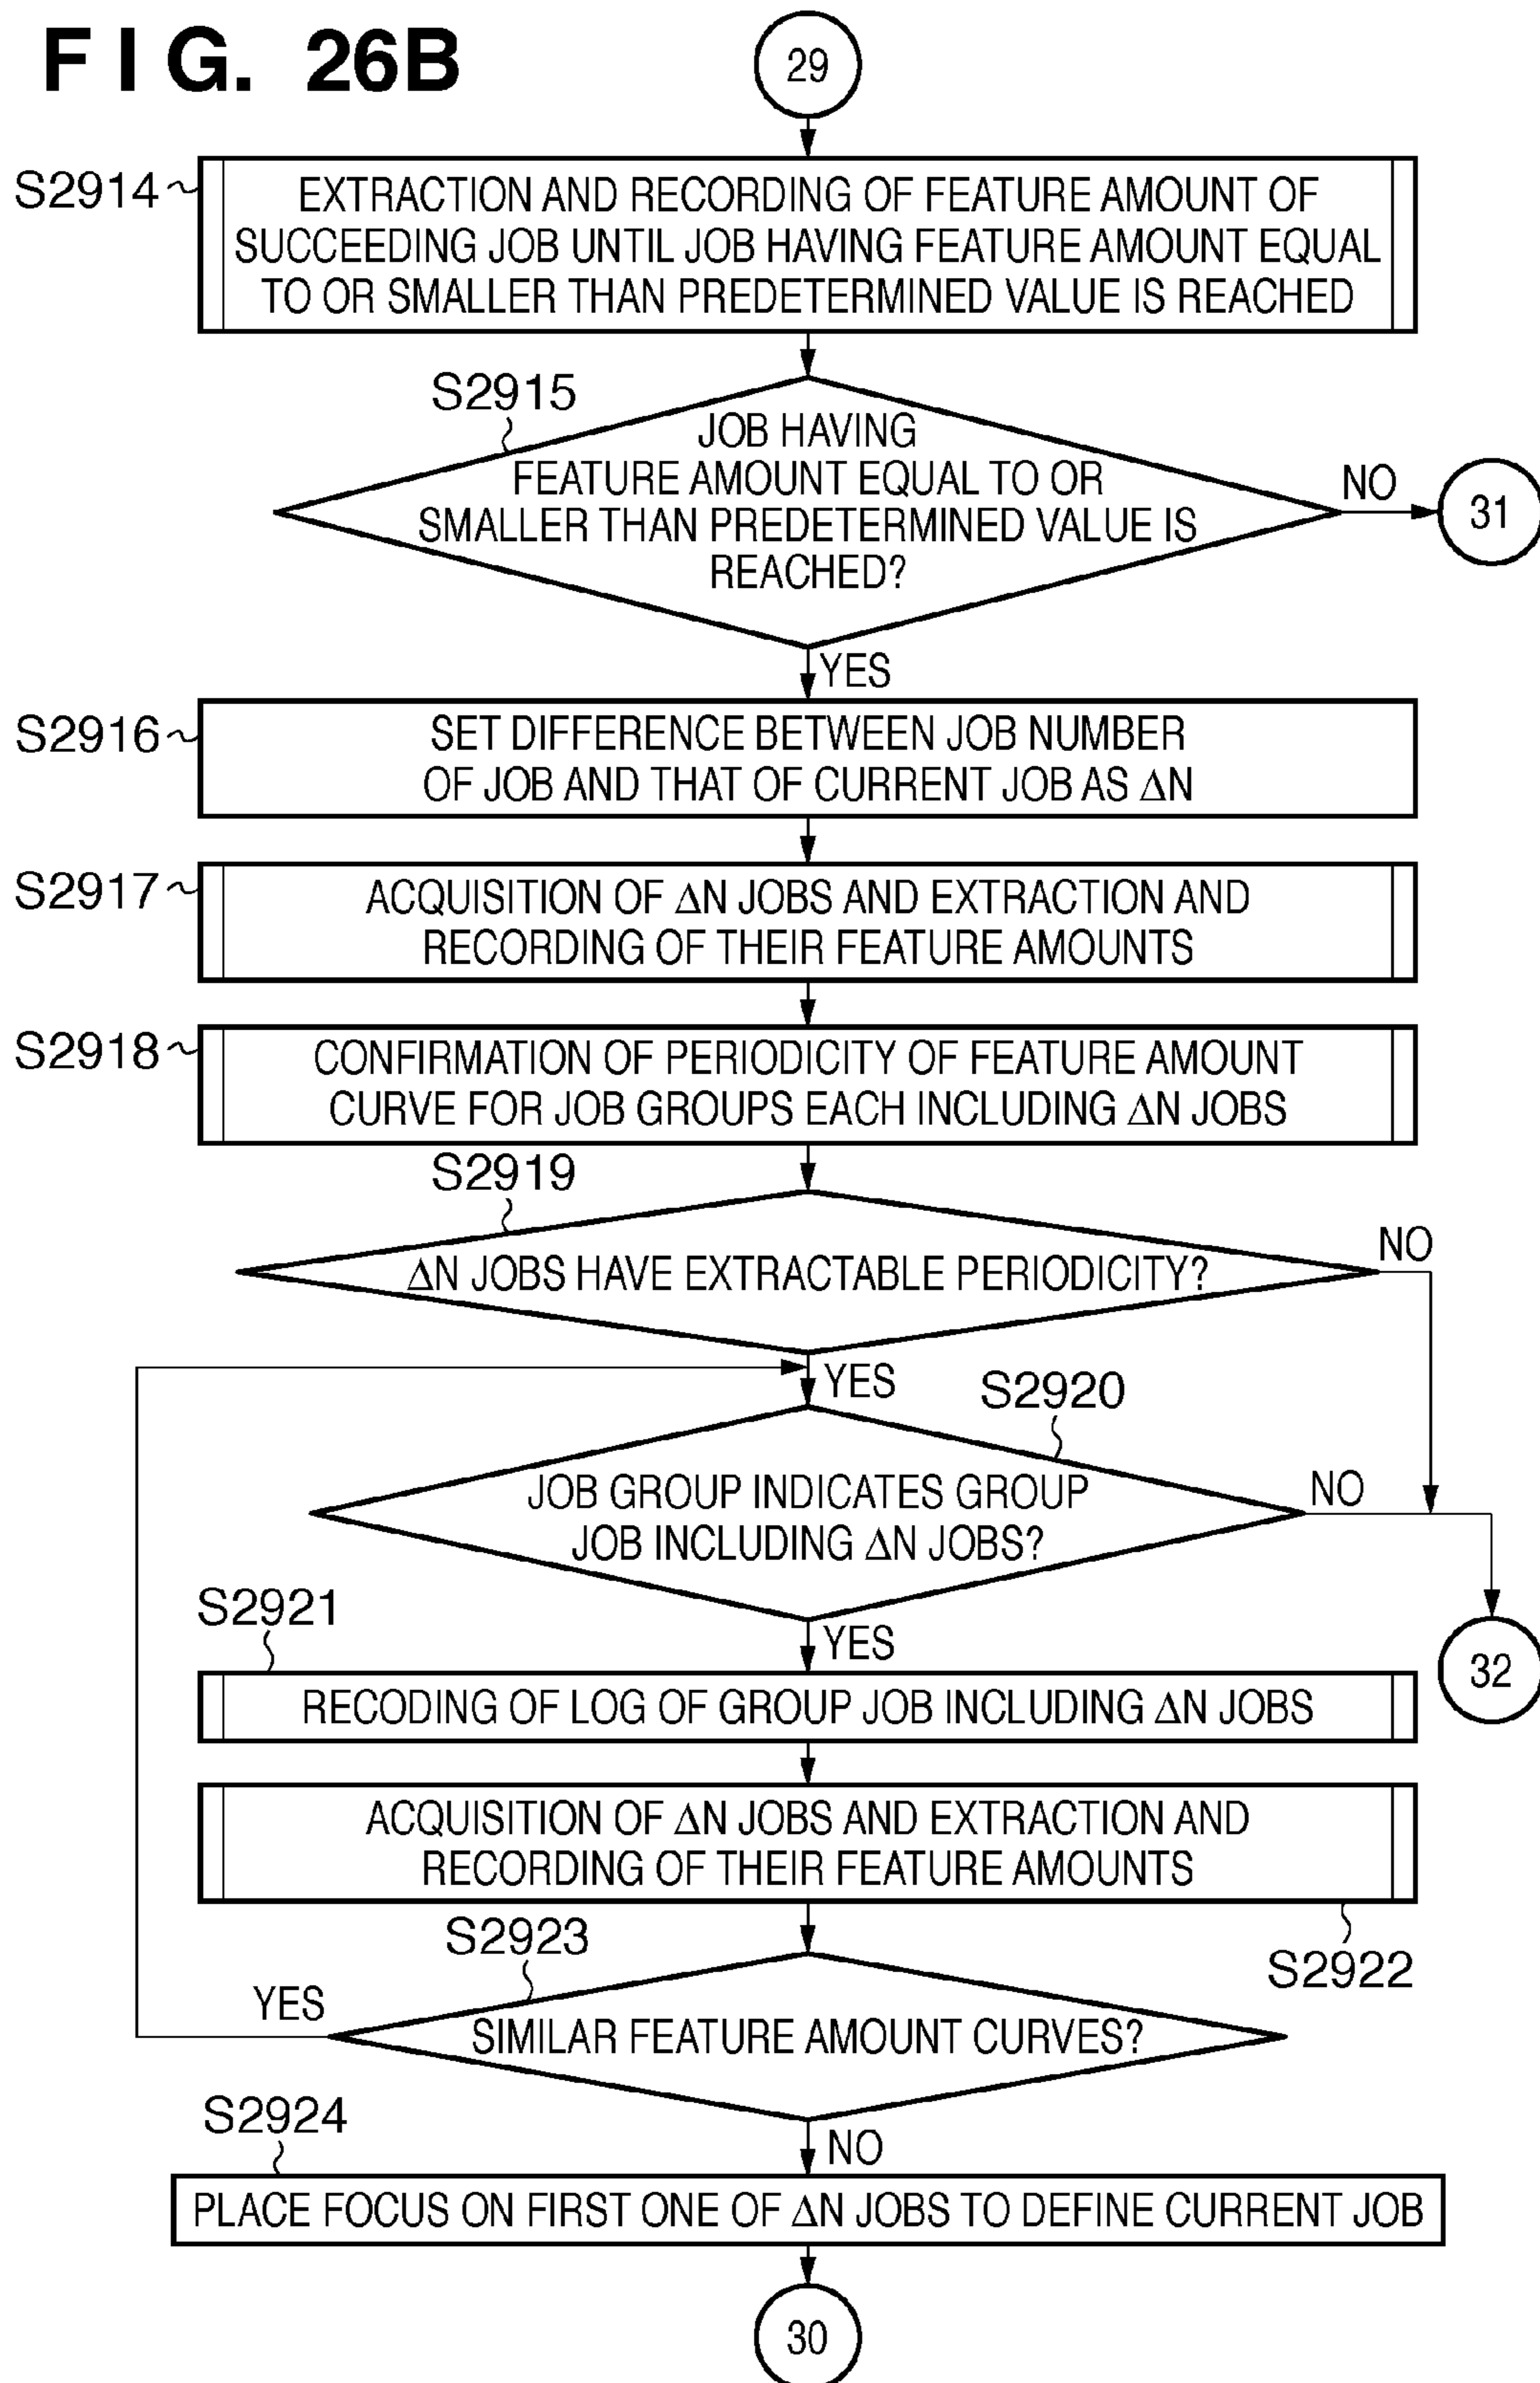 FIG. 26B
29
S2914
EXTRACTION AND RECORDING OF FEATURE AMOUNT OF
SUCCEEDING JOB UNTIL JOB HAVING FEATURE AMOUNT EQUAL
TO OR SMALLER THAN PREDETERMINED VALUE IS REACHED
S2915
JOB HAVING
FEATURE AMOUNT EQUAL TO OR
SMALLER THAN PREDETERMINED VALUE IS
REACHED?
NO
31
YES
S2916
SET DIFFERENCE BETWEEN JOB NUMBER
OF JOB AND THAT OF CURRENT JOB AS ΔN
S2917
ACQUISITION OF ΔN JOBS AND EXTRACTION AND
RECORDING OF THEIR FEATURE AMOUNTS
S2918
CONFIRMATION OF PERIODICITY OF FEATURE AMOUNT
CURVE FOR JOB GROUPS EACH INCLUDING ΔN JOBS
S2919
ΔN JOBS HAVE EXTRACTABLE PERIODICITY?
NO
YES
S2920
JOB GROUP INDICATES GROUP
JOB INCLUDING ΔN JOBS?
NO
32
YES
S2921
RECODING OF LOG OF GROUP JOB INCLUDING ΔN JOBS
ACQUISITION OF ΔN JOBS AND EXTRACTION AND
RECORDING OF THEIR FEATURE AMOUNTS
S2922
S2923
SIMILAR FEATURE AMOUNT CURVES?
YES
NO
S2924
PLACE FOCUS ON FIRST ONE OF ΔN JOBS TO DEFINE CURRENT JOB
30